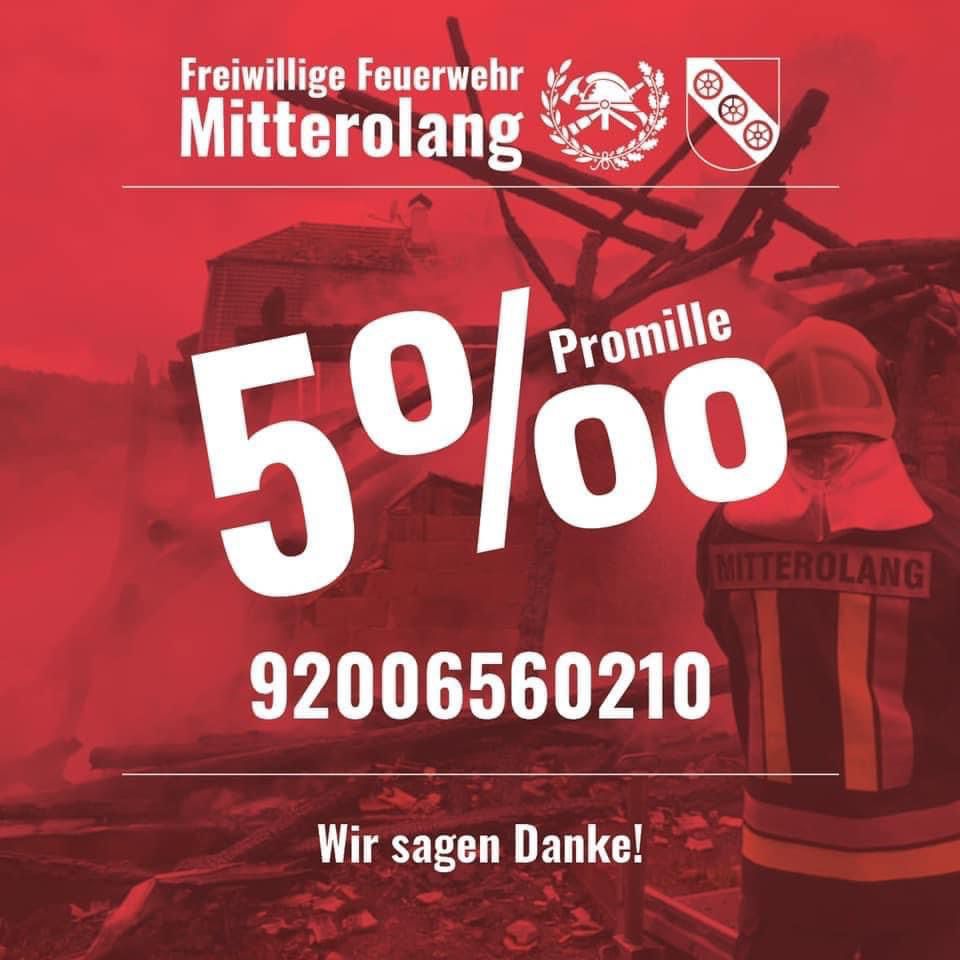 Freiwillige Feuerwehr
Mitterolang
5‰
Promille
MITTEROLANG
92006560210
Wir sagen Danke!